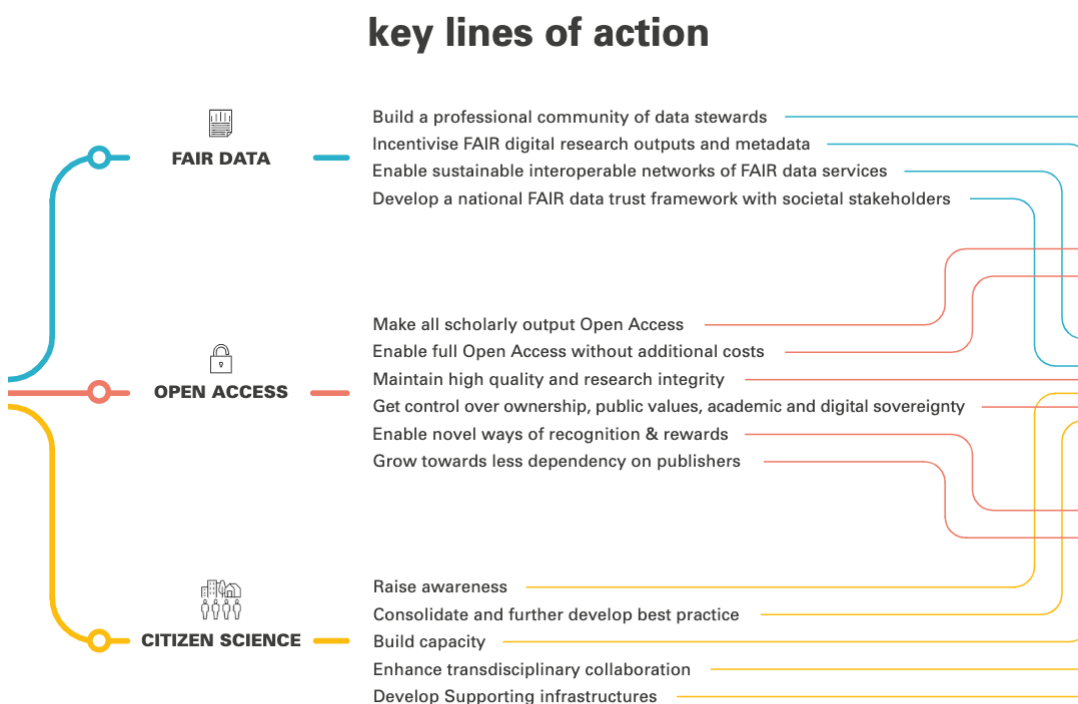 key lines of action
FAIR DATA
Build a professional community of data stewards
Incentivise FAIR digital research outputs and metadata
Enable sustainable interoperable networks of FAIR data services
Develop a national FAIR data trust framework with societal stakeholders
OPEN ACCESS
Make all scholarly output Open Access
Enable full Open Access without additional costs
Maintain high quality and research integrity
Get control over ownership, public values, academic and digital sovereignty
Enable novel ways of recognition & rewards
Grow towards less dependency on publishers
CITIZEN SCIENCE
Raise awareness
Consolidate and further develop best practice
Build capacity
Enhance transdisciplinary collaboration
Develop Supporting infrastructures